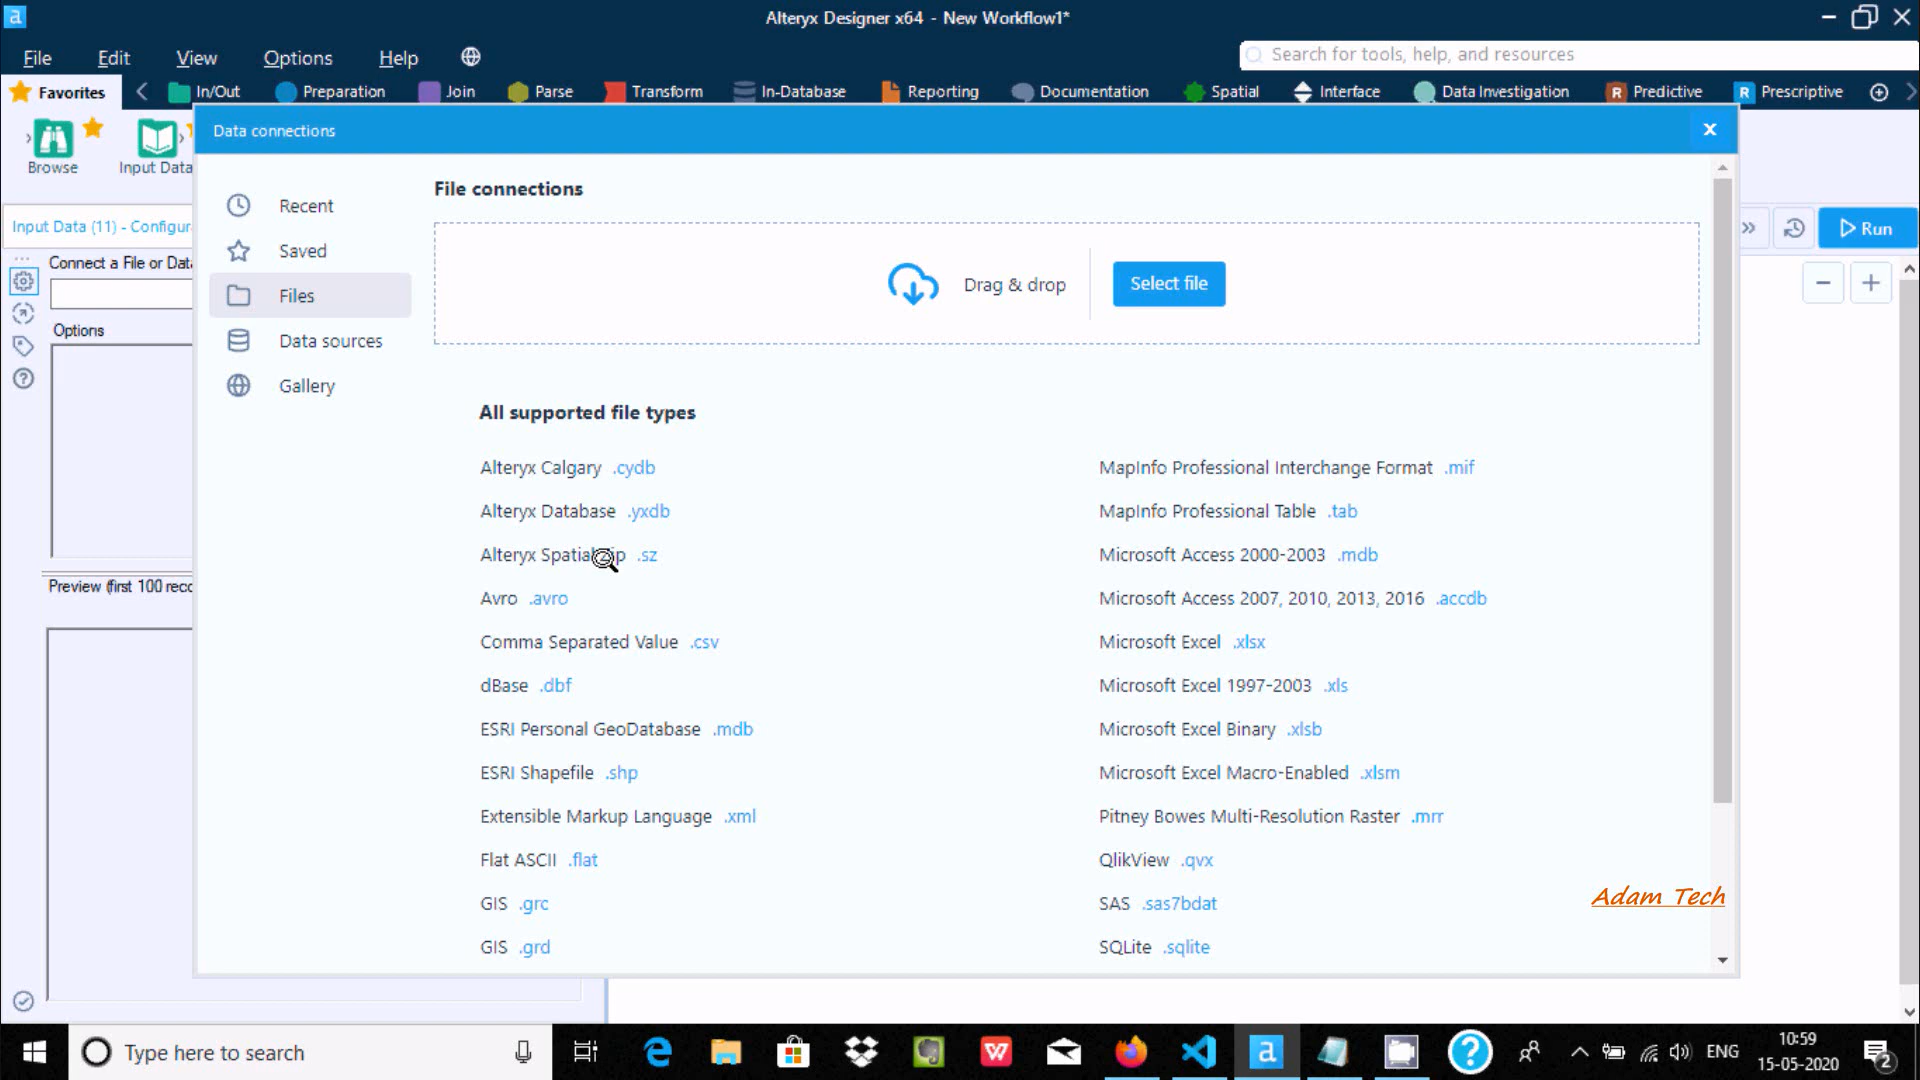 Alteryx Designer x64 - New Workflow1*
File Edit View Options Help
Search for tools, help, and resources
Favorites In/Out Preparation Join Parse Transform In-Database Reporting Documentation Spatial Interface Data Investigation Predictive Prescriptive
Browse Input Data
Data connections
Input Data (11) - Configur
Run
Connect a File or Data
Options
Preview (first 100 reco
Recent
Saved
Files
Data sources
Gallery
File connections
Drag & drop Select file
All supported file types
Alteryx Calgary .cydb
Alteryx Database .yxdb
Alteryx Spatial Zip .sz
Avro .avro
Comma Separated Value .csv
dBase .dbf
ESRI Personal GeoDatabase .mdb
ESRI Shapefile .shp
Extensible Markup Language .xml
Flat ASCII .flat
GIS .grc
GIS .grd
MapInfo Professional Interchange Format .mif
MapInfo Professional Table .tab
Microsoft Access 2000-2003 .mdb
Microsoft Access 2007, 2010, 2013, 2016 .accdb
Microsoft Excel .xlsx
Microsoft Excel 1997-2003 .xls
Microsoft Excel Binary .xlsb
Microsoft Excel Macro-Enabled .xlsm
Pitney Bowes Multi-Resolution Raster .mrr
QlikView .qvx
SAS .sas7bdat
SQLite .sqlite
Adam Tech
Type here to search
ENG
10:59
15-05-2020
2